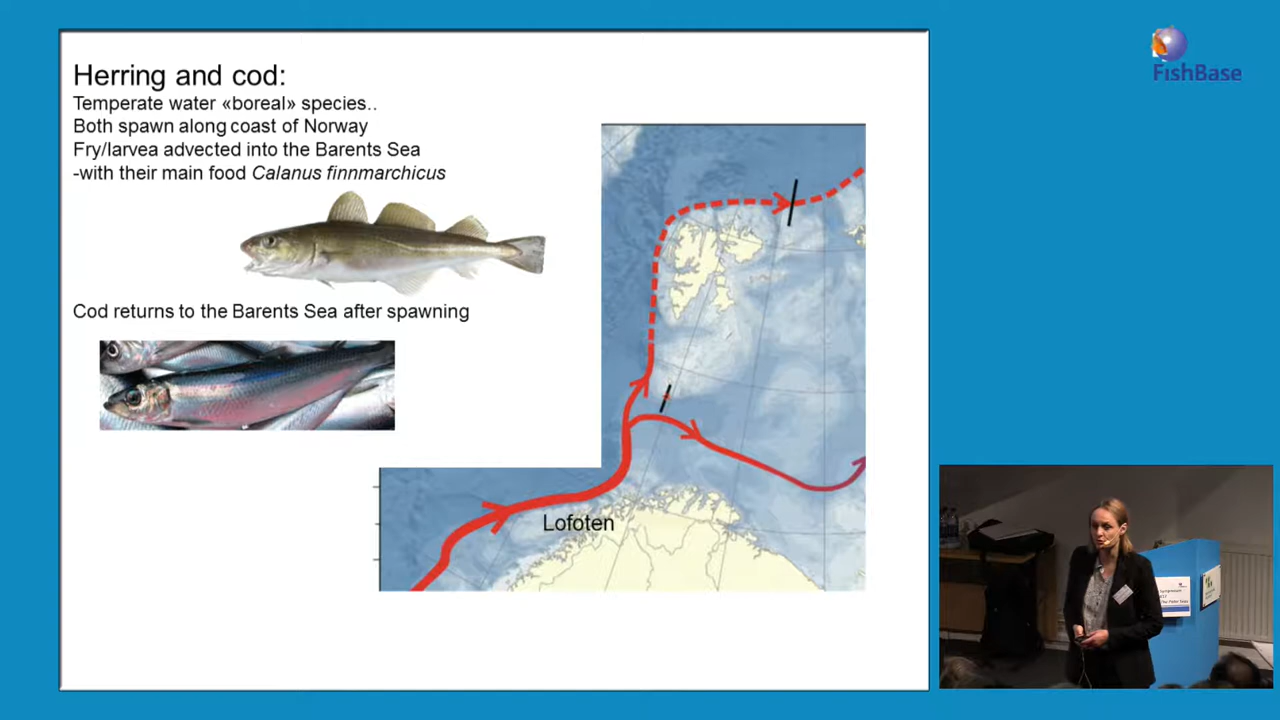 Herring and cod:
Temperate water «boreal» species..
Both spawn along coast of Norway
Fry/larvea advected into the Barents Sea
-with their main food Calanus finnmarchicus
Cod returns to the Barents Sea after spawning
Lofoten
FishBase